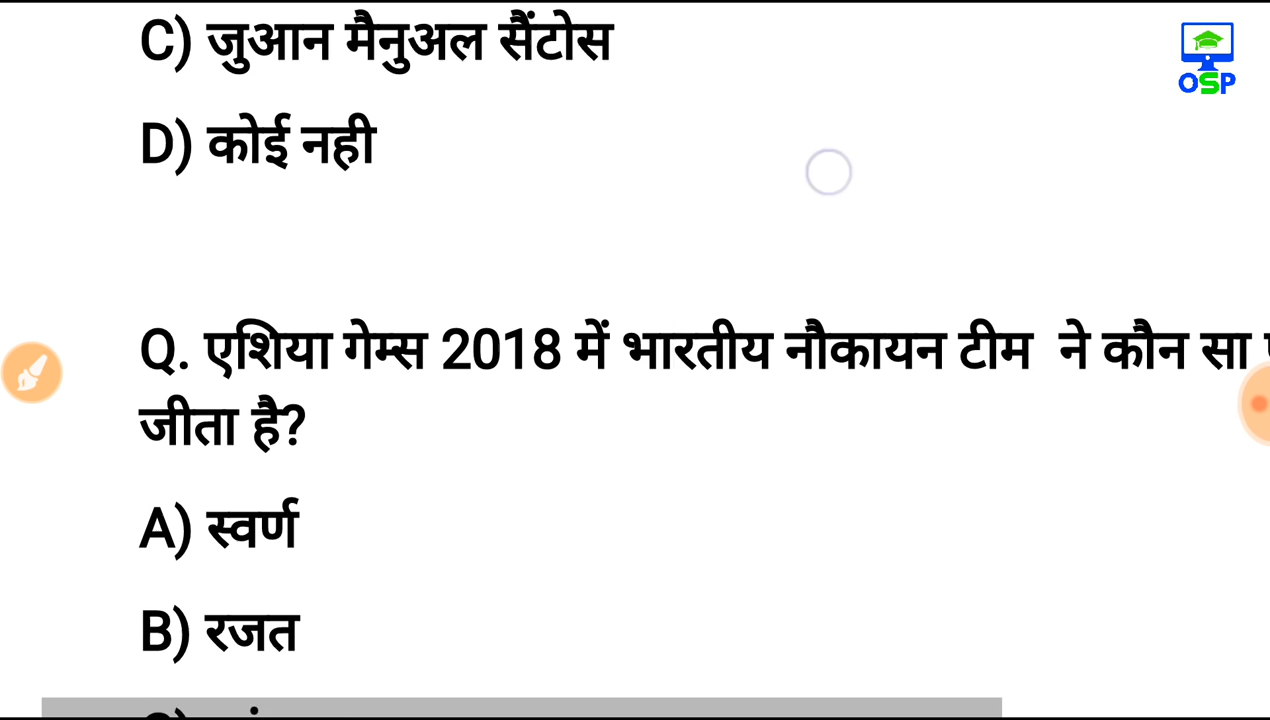 C) जुआन मैनुअल सैंटोस
OSP
D) कोई नही
Q. एशिया गेम्स 2018 में भारतीय नौकायन टीम ने कौन सा
जीता है?
A) स्वर्ण
B) रजत